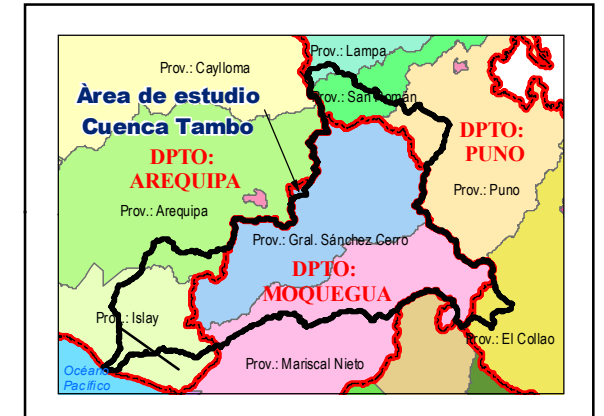 Prov.: Lampa
Prov.: Caylloma
Prov.: San Román
Àrea de estudio
Cuenca Tambo
DPTO:
PUNO
DPTO:
AREQUIPA
Prov.: Puno
Prov.: Arequipa
Prov.: Gral. Sánchez Cerro
DPTO:
MOQUEGUA
Prov.: Islay
Prov.: El Collao
Prov.: Mariscal Nieto
Océano
Pacífico